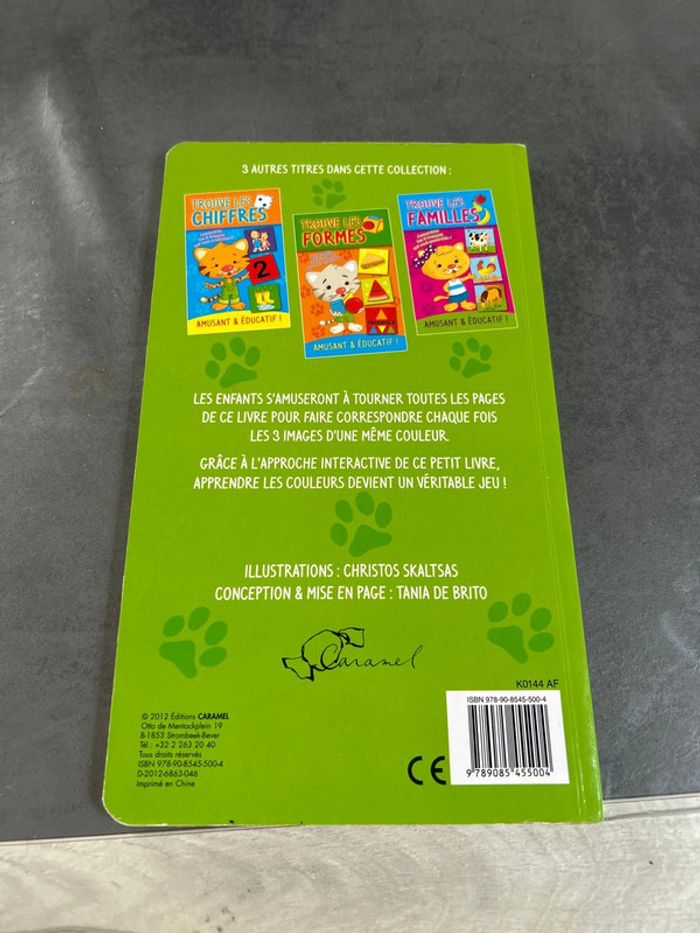 3 AUTRES TITRES DANS CETTE COLLECTION :
TROUVE LES
CHIFFRES
2
AMUSANT & ÉDUCATIF !
TROUVE LES
FORMES
TRIANGLE
AMUSANT & ÉDUCATIF !
TROUVE LES
FAMILLES
AMUSANT & ÉDUCATIF !
LES ENFANTS S'AMUSERONT À TOURNER TOUTES LES PAGES
DE CE LIVRE POUR FAIRE CORRESPONDRE CHAQUE FOIS
LES 3 IMAGES D'UNE MÊME COULEUR.
GRÂCE À L'APPROCHE INTERACTIVE DE CE PETIT LIVRE,
APPRENDRE LES COULEURS DEVIENT UN VÉRITABLE JEU !
ILLUSTRATIONS : CHRISTOS SKALTSAS
CONCEPTION & MISE EN PAGE : TANIA DE BRITO
Caramel
K0144 AF
© 2012 Éditions CARAMEL
Otto de Mentockplein 19
B-1853 Strombeek-Bever
Tél.: +32 2 263 20 40
Tous droits réservés
ISBN 978-90-8545-500-4
D-2012-6863-046
Imprimé en Chine
CE
ISBN 978-90-8545-500-4
9 789085 455004